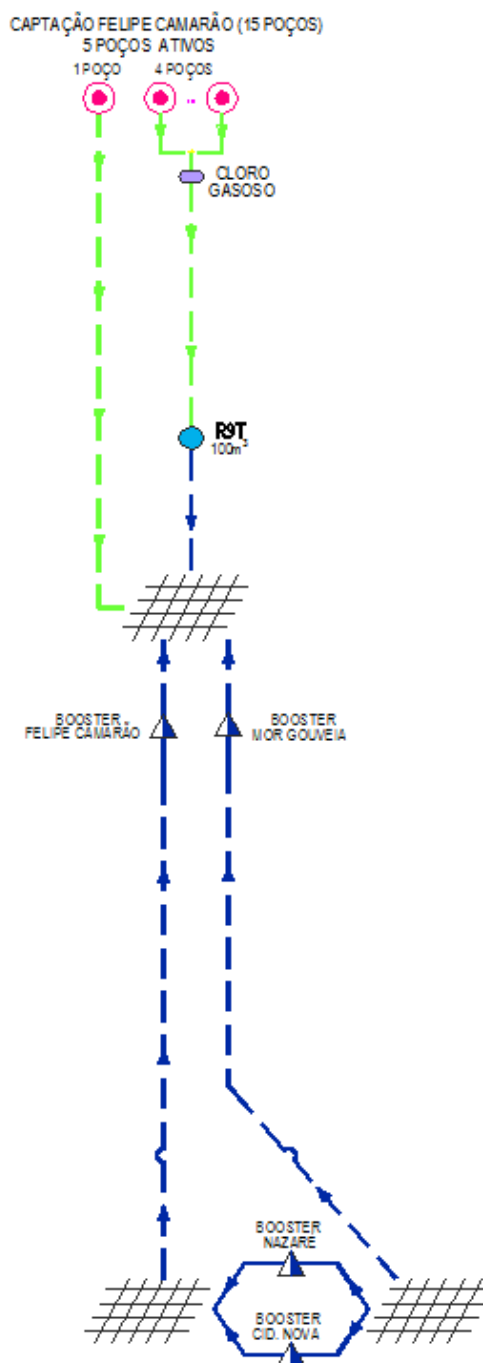 CAPTAÇÃO FELIPE CAMARÃO (15 POÇOS)
5 POÇOS ATIVOS
1 POÇO
4 POÇOS
CLORO
GASOSO
R9T
100m³
BOOSTER
FELIPE CAMARÃO
BOOSTER
MOR GOUVEIA
BOOSTER
NAZARE
BOOSTER
CID. NOVA